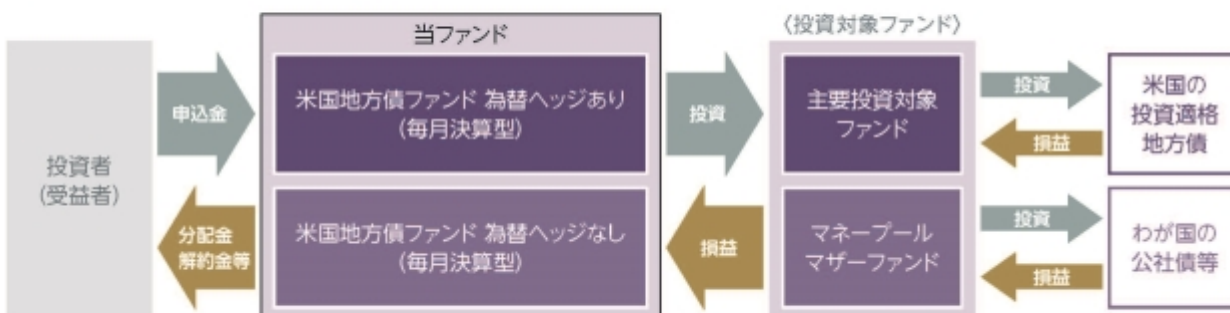 投資者
(受益者)
申込金
分配金
解約金等
当ファンド
米国地方債ファンド 為替ヘッジあり
(毎月決算型)
米国地方債ファンド 為替ヘッジなし
(毎月決算型)
投資
損益
〈投資対象ファンド〉
主要投資対象
ファンド
マネープール
マザーファンド
投資
損益
投資
損益
米国の
投資適格
地方債
わが国の
公社債等